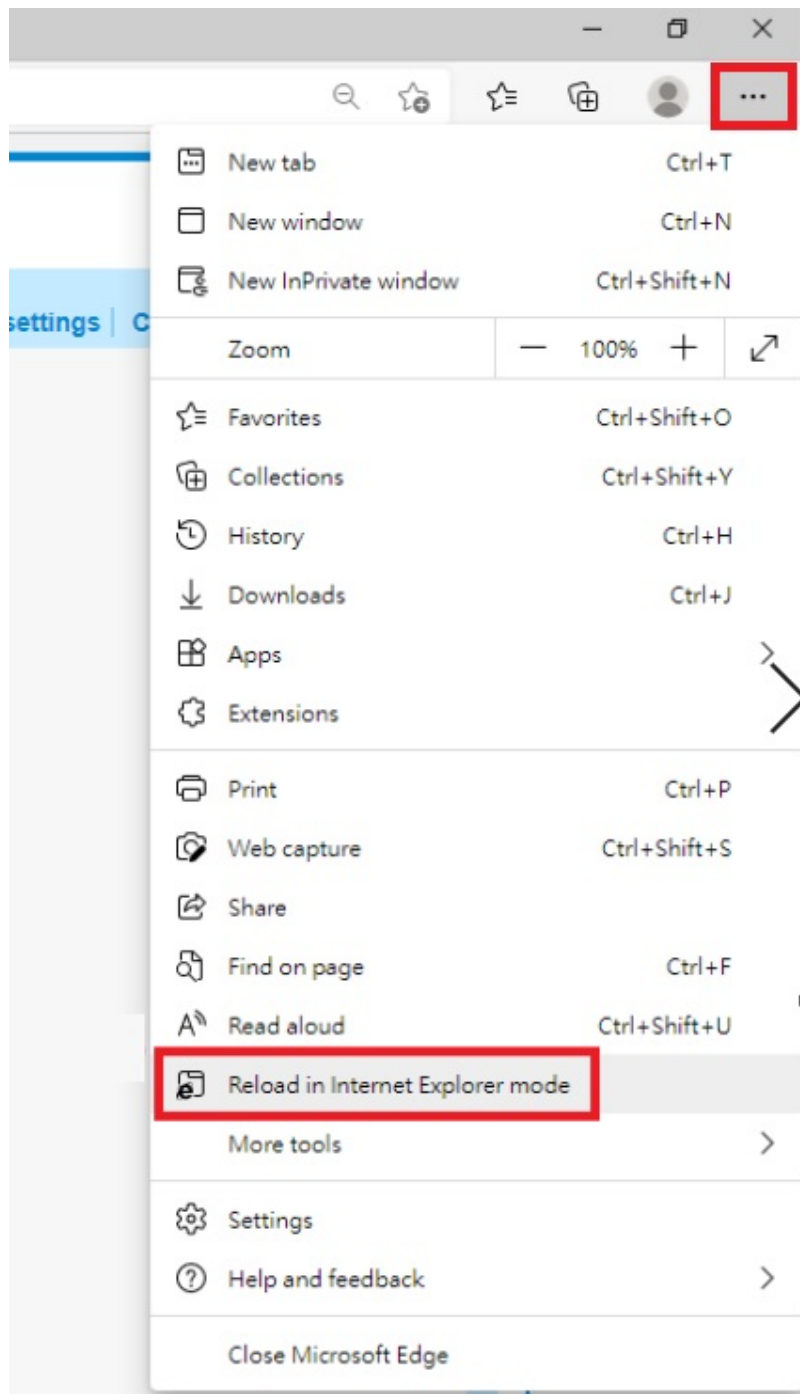 New tab Ctrl+T
New window Ctrl+N
New InPrivate window Ctrl+Shift+N
settings | C
Zoom — 100% +
Favorites Ctrl+Shift+O
Collections Ctrl+Shift+Y
History Ctrl+H
Downloads Ctrl+J
Apps
Extensions
Print Ctrl+P
Web capture Ctrl+Shift+S
Share
Find on page Ctrl+F
Read aloud Ctrl+Shift+U
Reload in Internet Explorer mode
More tools
Settings
Help and feedback
Close Microsoft Edge